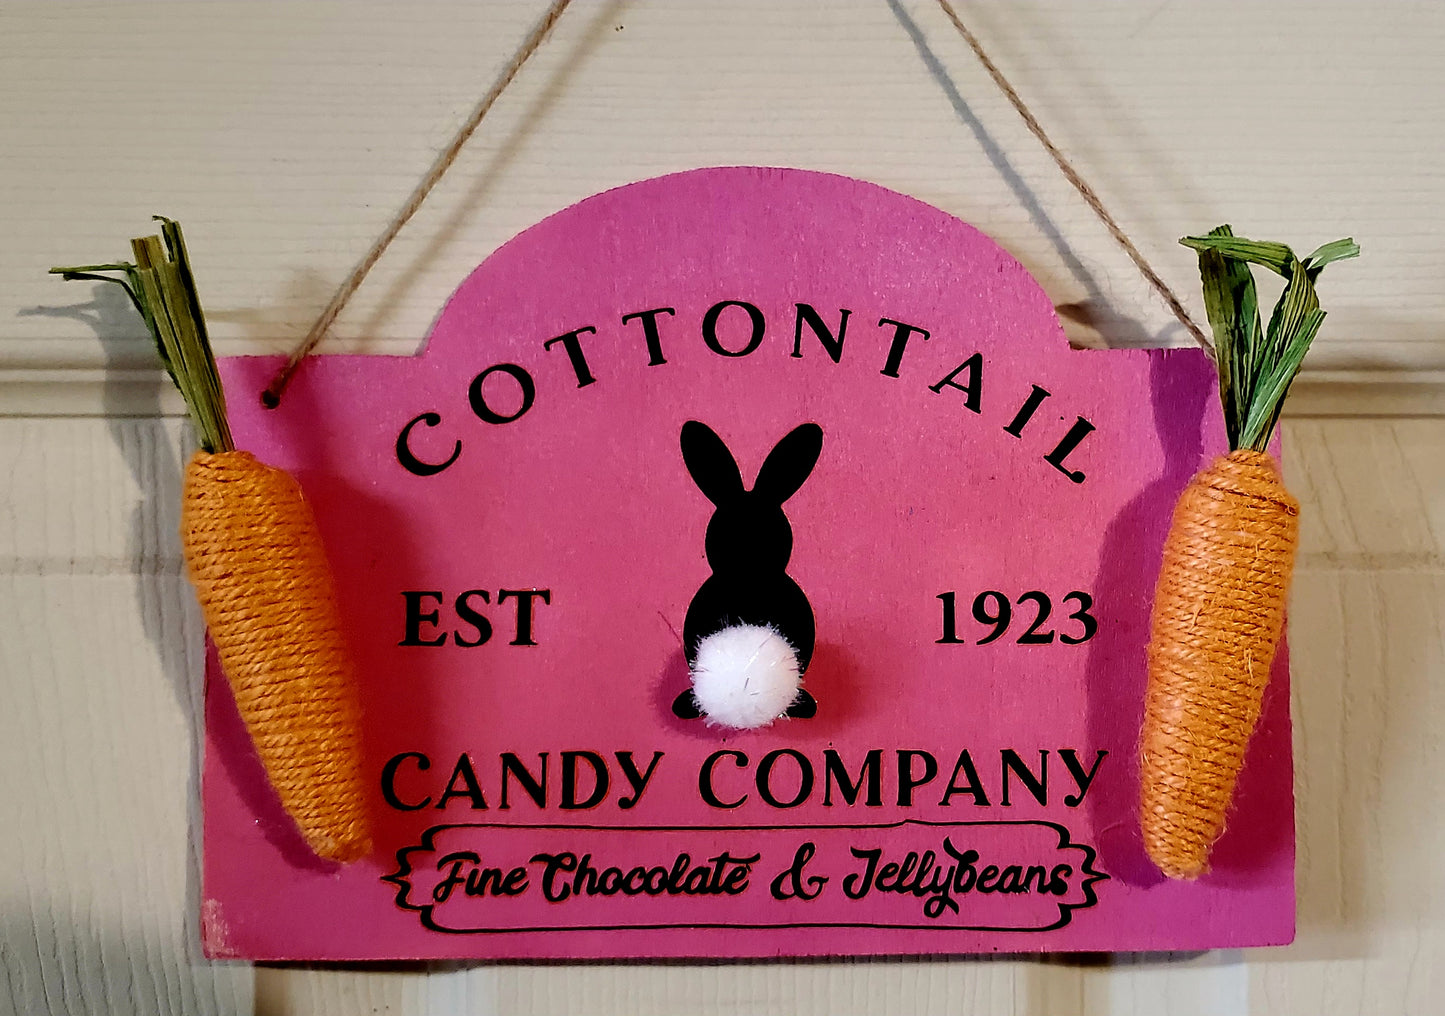 COTTONTAIL
EST 1923
CANDY COMPANY
Fine Chocolate & Jellybeans